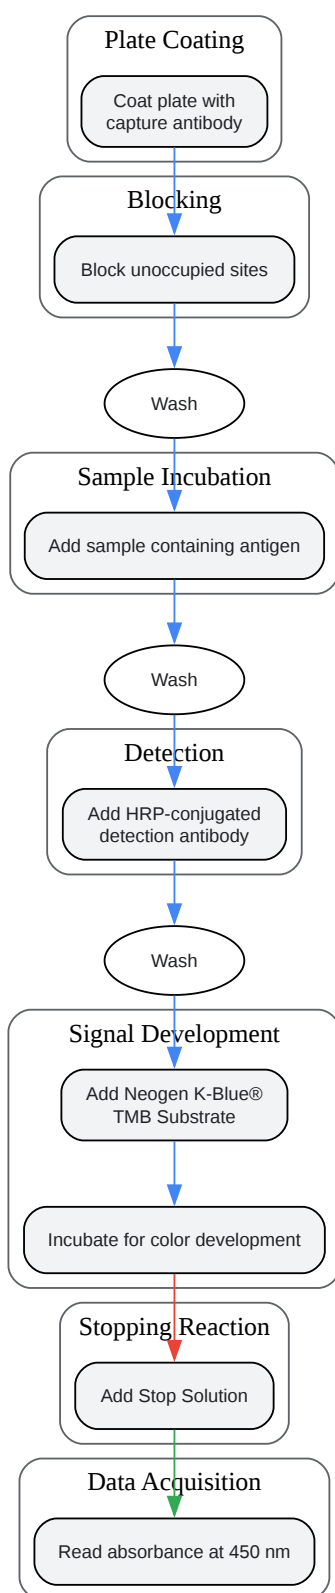 Plate Coating
Coat plate with
capture antibody
Blocking
Block unoccupied sites
Wash
Sample Incubation
Add sample containing antigen
Wash
Detection
Add HRP-conjugated
detection antibody
Wash
Signal Development
Add Neogen K-Blue®
TMB Substrate
Incubate for color development
Stopping Reaction
Add Stop Solution
Data Acquisition
Read absorbance at 450 nm